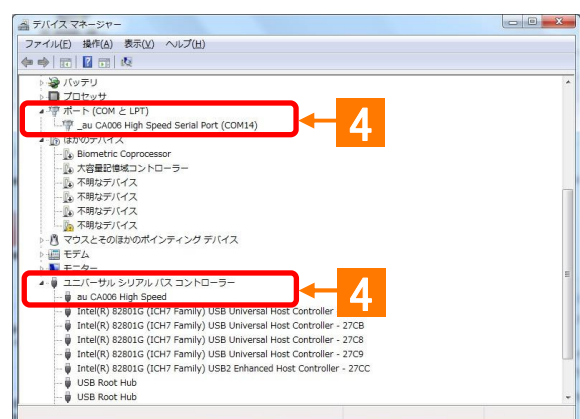 デバイス マネージャー
ファイル(F) 操作(A) 表示(V) ヘルプ(H)
バッテリ
プロセッサ
ポート (COM と LPT)
_au CA006 High Speed Serial Port (COM14)
4
ほかのデバイス
Biometric Coprocessor
大容量記憶域コントローラー
不明なデバイス
不明なデバイス
不明なデバイス
不明なデバイス
マウスとそのほかのポインティング デバイス
モデム
モニター
ユニバーサル シリアル バス コントローラー
au CA006 High Speed
4
Intel(R) 82801G (ICH7 Family) USB Universal Host Controller
Intel(R) 82801G (ICH7 Family) USB Universal Host Controller - 27CB
Intel(R) 82801G (ICH7 Family) USB Universal Host Controller - 27C8
Intel(R) 82801G (ICH7 Family) USB Universal Host Controller - 27C9
Intel(R) 82801G (ICH7 Family) USB2 Enhanced Host Controller - 27CC
USB Root Hub
USB Root Hub